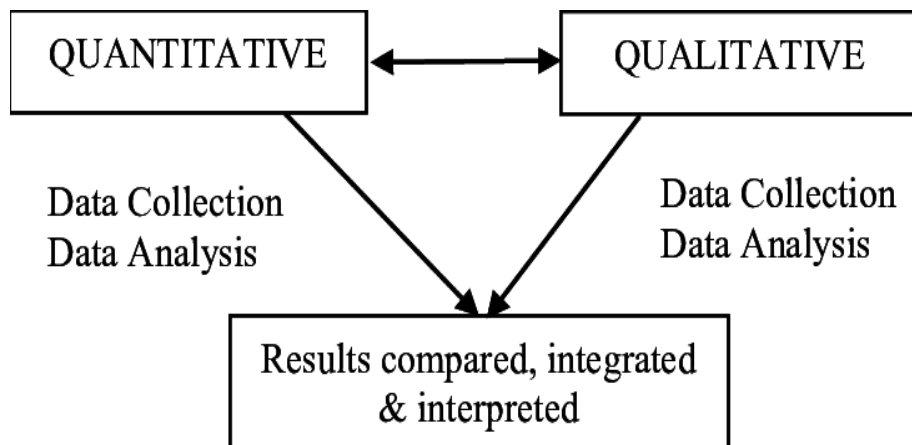 QUANTITATIVE
QUALITATIVE
Data Collection
Data Analysis
Data Collection
Data Analysis
Results compared, integrated
& interpreted